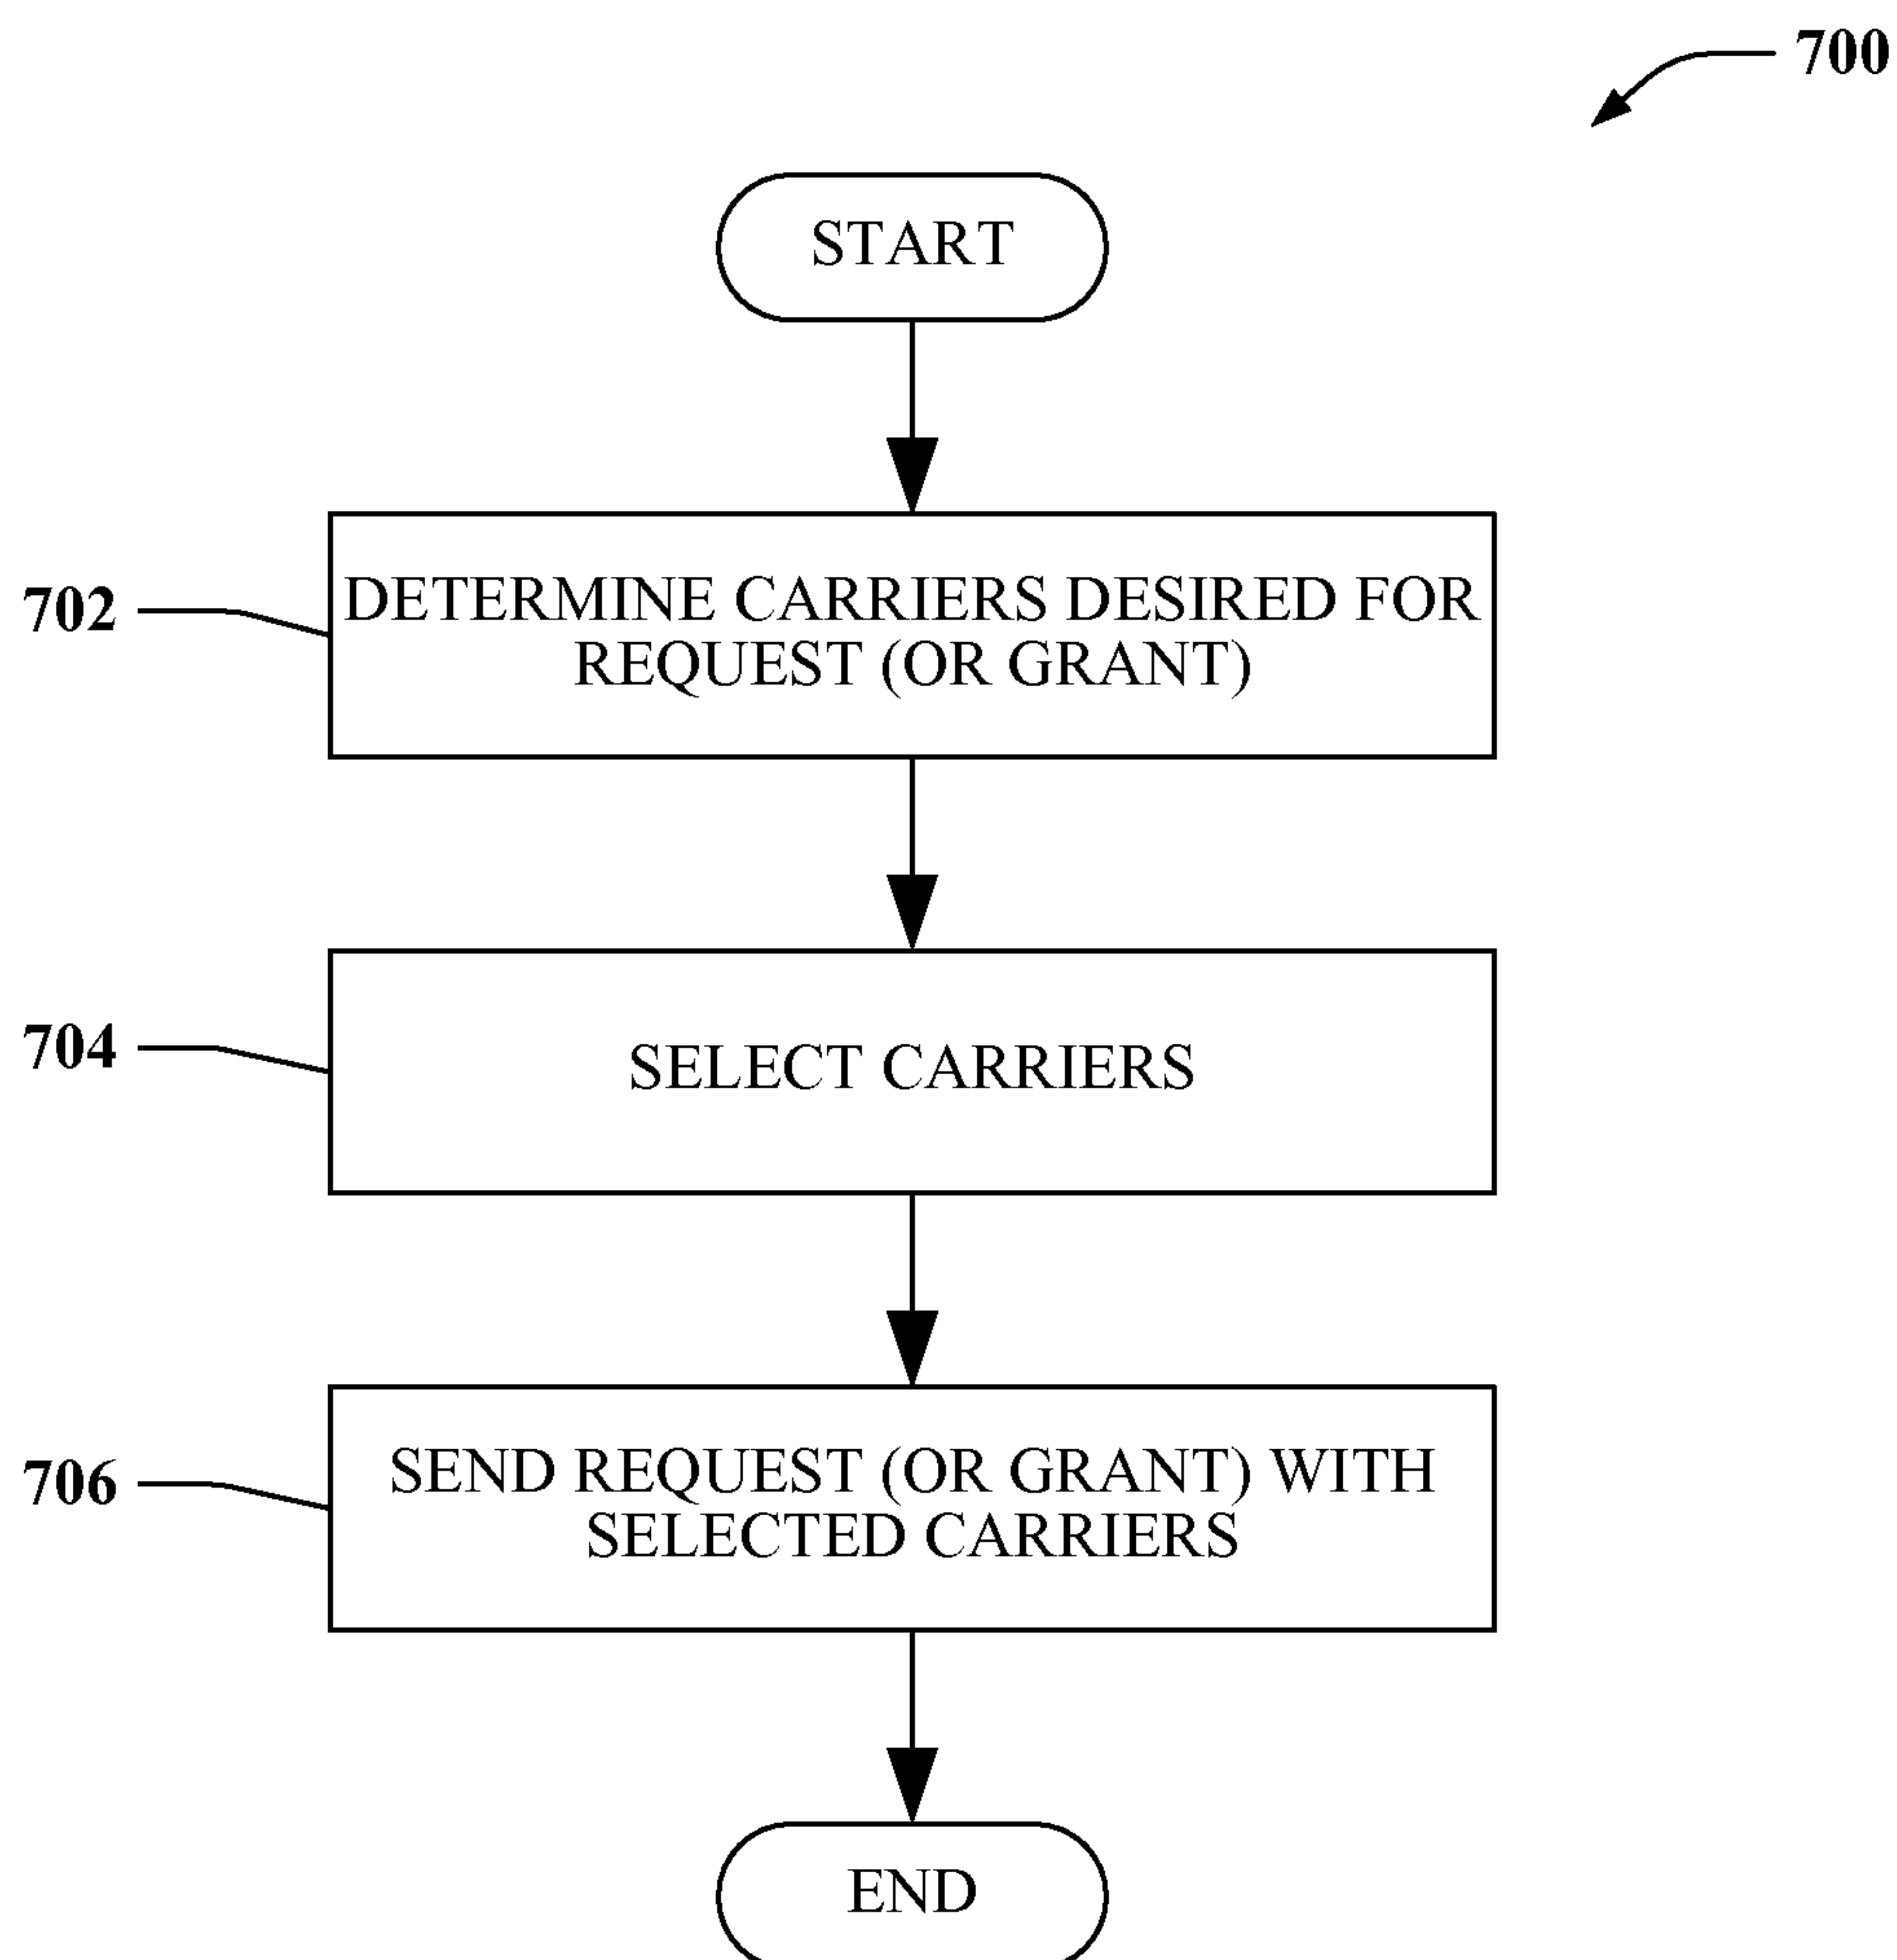 700
START
702
DETERMINE CARRIERS DESIRED FOR
REQUEST (OR GRANT)
704
SELECT CARRIERS
706
SEND REQUEST (OR GRANT) WITH
SELECTED CARRIERS
END